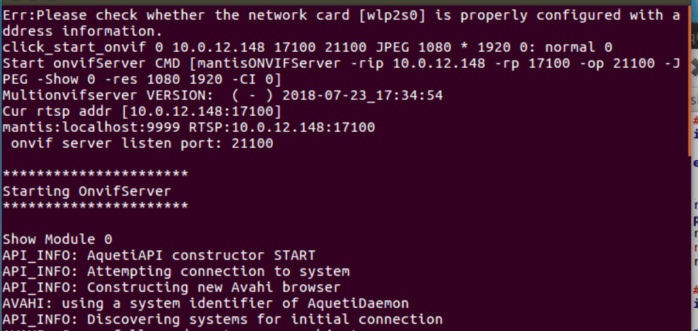 Err:Please check whether the network card [wlp2s0] is properly configured with a
ddress information.
click_start_onvif 0 10.0.12.148 17100 21100 JPEG 1080 * 1920 0: normal 0
Start onvifServer CMD [mantisONVIFServer -rip 10.0.12.148 -rp 17100 -op 21100 -J
PEG -Show 0 -res 1080 1920 -CI 0]
Multionvifserver VERSION:  ( - ) 2018-07-23_17:34:54
Cur rtsp addr [10.0.12.148:17100]
mantis:localhost:9999 RTSP:10.0.12.148:17100
 onvif server listen port: 21100
**********************
Starting OnvifServer
**********************
Show Module 0
API_INFO: AquetiAPI constructor START
API_INFO: Attempting connection to system
API_INFO: Constructing new Avahi browser
AVAHI: using a system identifier of AquetiDaemon
API_INFO: Discovering systems for initial connection